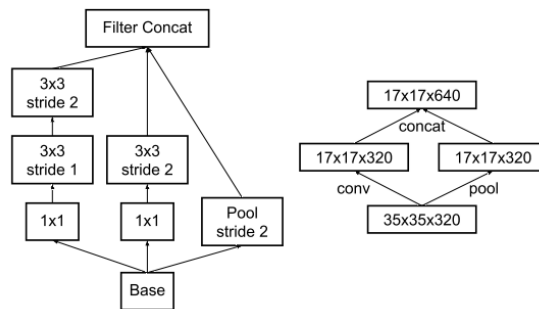 Filter Concat
3x3
stride 2
3x3
stride 1
3x3
stride 2
1x1
1x1
Pool
stride 2
Base
17x17x640
concat
17x17x320
17x17x320
conv
pool
35x35x320